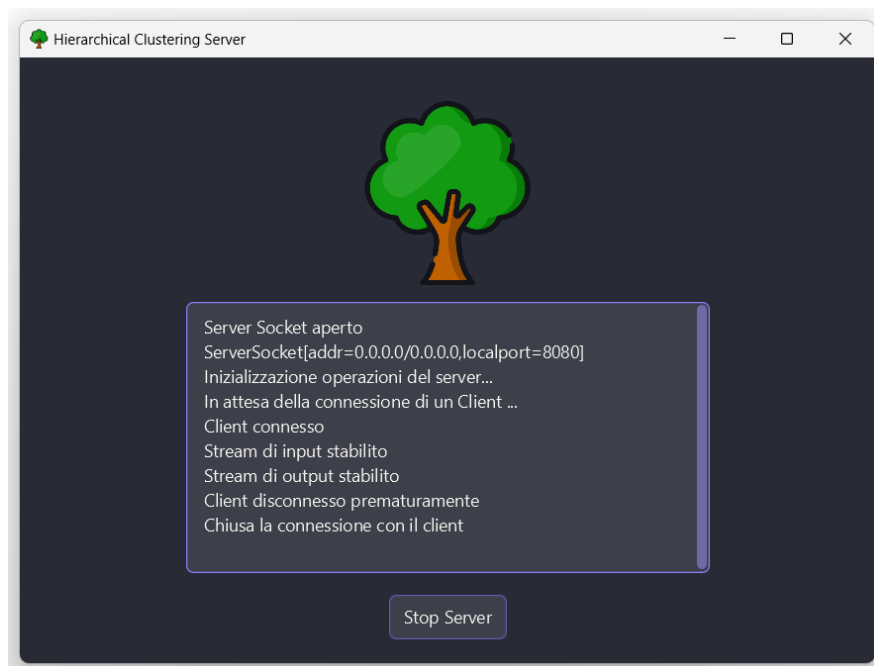 Hierarchical Clustering Server
Server Socket aperto
ServerSocket[addr=0.0.0.0/0.0.0.0,localport=8080]
Inizializzazione operazioni del server...
In attesa della connessione di un Client ...
Client connesso
Stream di input stabilito
Stream di output stabilito
Client disconnesso prematuramente
Chiusa la connessione con il client
Stop Server